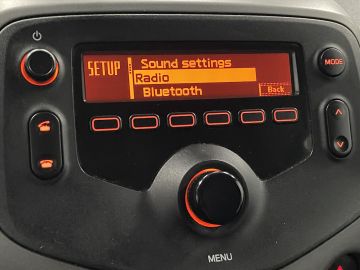 SETUP
Sound settings
Radio
Bluetooth
Back
MODE
MENU